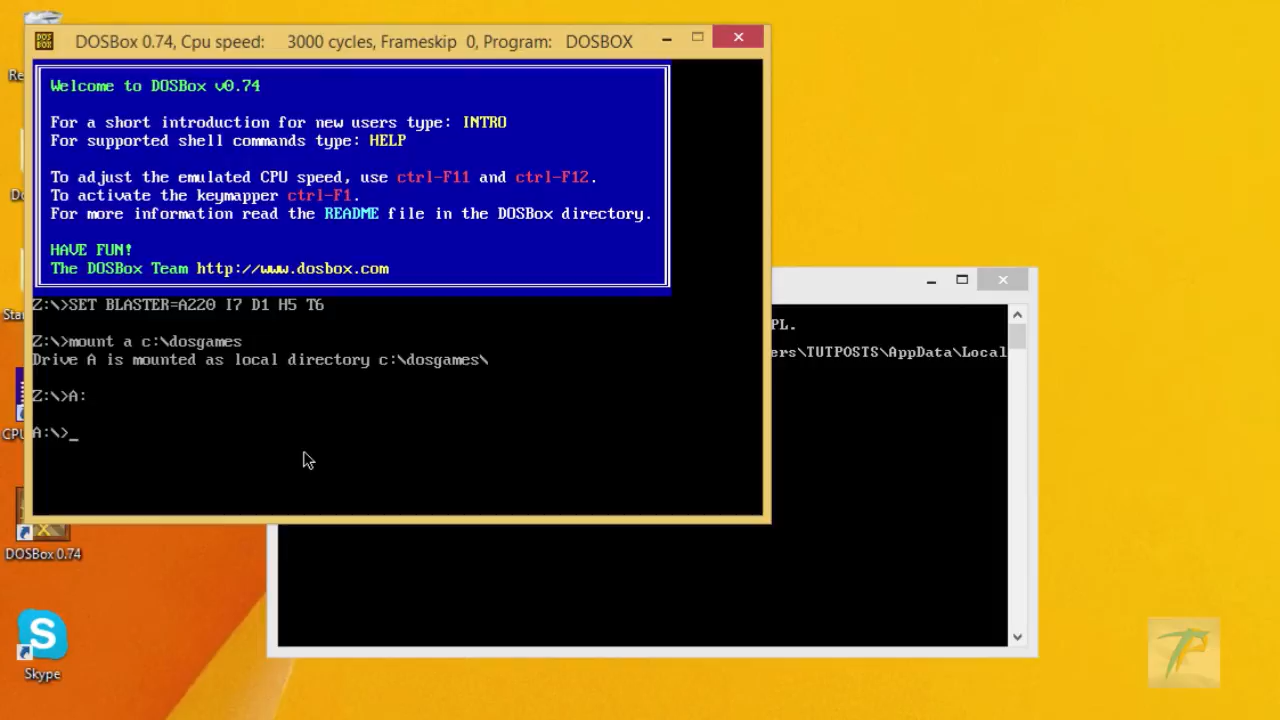 DOSBox 0.74, Cpu speed: 3000 cycles, Frameskip 0, Program: DOSBOX
Welcome to DOSBox v0.74
For a short introduction for new users type: INTRO
For supported shell commands type: HELP
To adjust the emulated CPU speed, use ctrl-F11 and ctrl-F12.
To activate the keymapper ctrl-F1.
For more information read the README file in the DOSBox directory.
HAVE FUN!
The DOSBox Team http://www.dosbox.com
Z:\>SET BLASTER=A220 I7 D1 H5 T6
Z:\>mount a c:\dosgames
Drive A is mounted as local directory c:\dosgames\
Z:\>A:
A:\>_
PL.
ers\TUTPOSTS\AppData\Local
Re
Do
Star
CPU
DOSBox 0.74
Skype